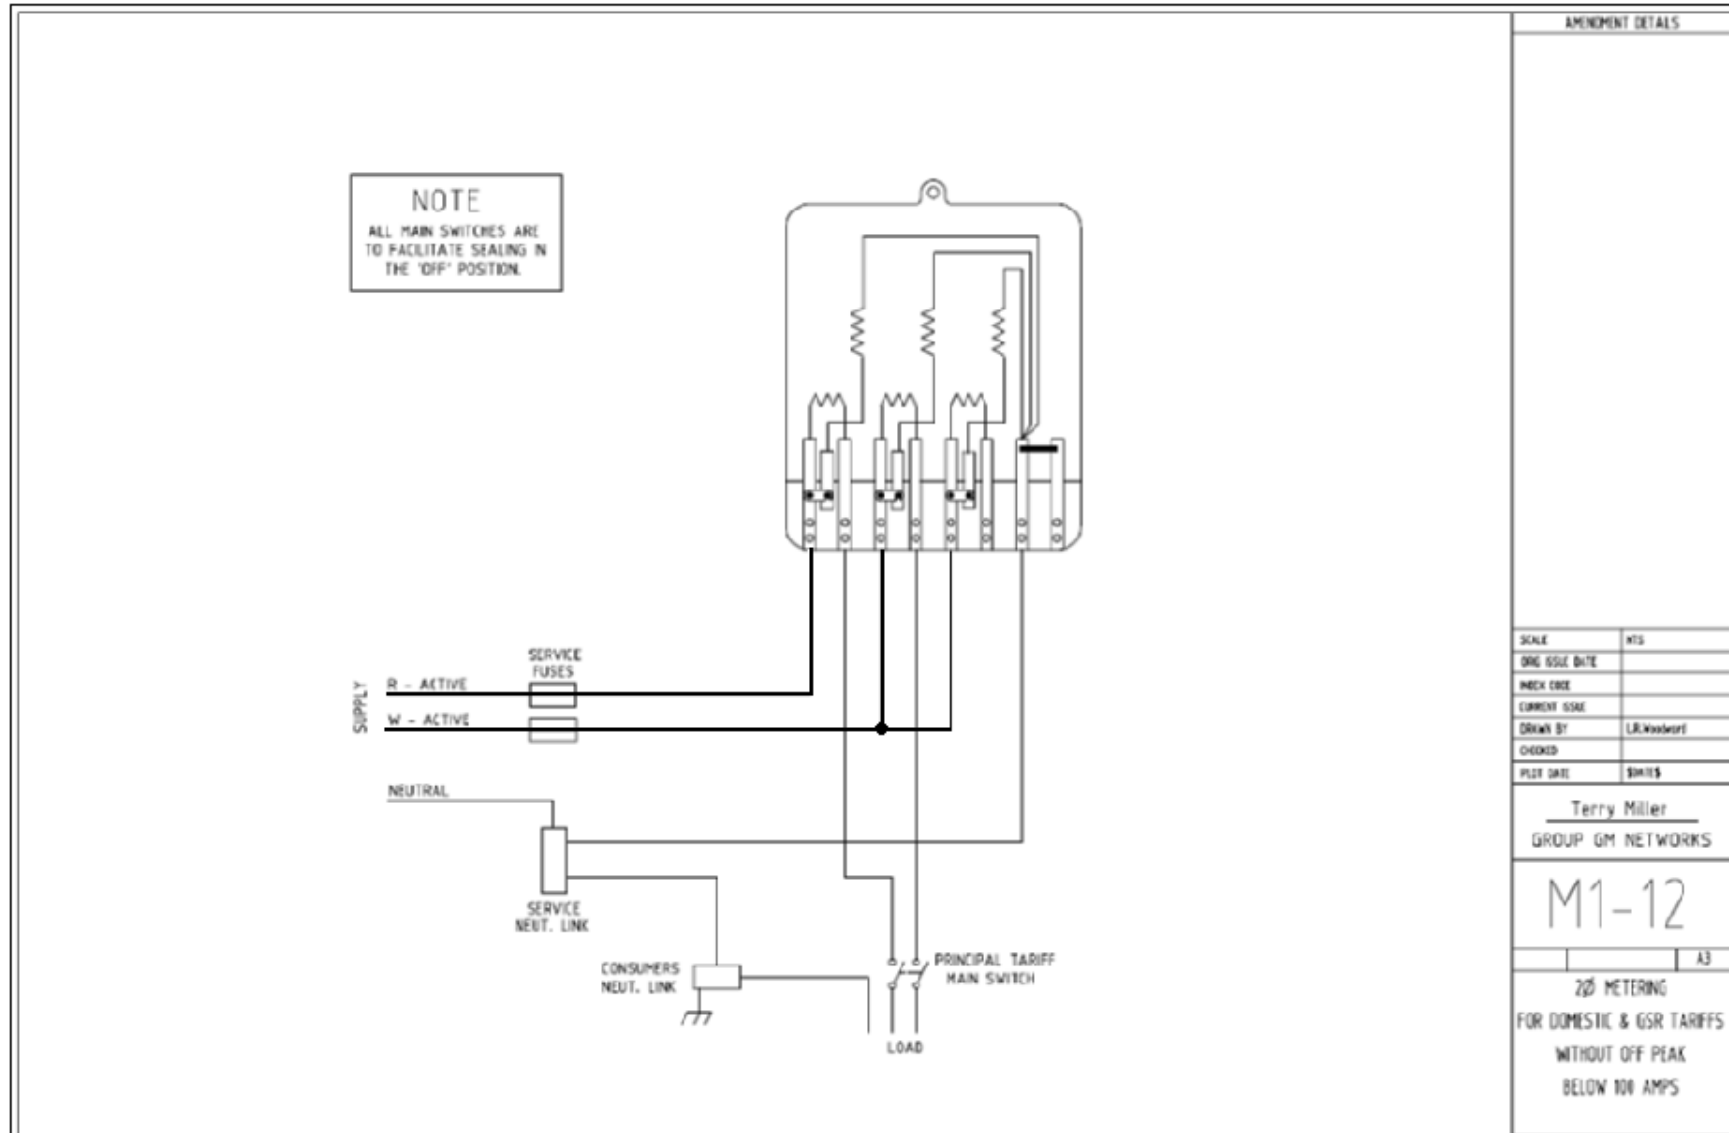 AMENDMENT DETAILS
NOTE
ALL MAIN SWITCHES ARE
TO FACILITATE SEALING IN
THE 'OFF' POSITION.
SUPPLY
SERVICE
FUSES
R - ACTIVE
W - ACTIVE
NEUTRAL
SERVICE
NEUT. LINK
CONSUMERS
NEUT. LINK
PRINCIPAL TARIFF
MAIN SWITCH
LOAD
SCALE NTS
ORG ISSUE DATE
INDEX CODE
CURRENT ISSUE
DRAWN BY L.R.Woodward
CHECKED
PLOT DATE $DATE$
Terry Miller
GROUP GM NETWORKS
M1-12
A3
2Ø METERING
FOR DOMESTIC & GSR TARIFFS
WITHOUT OFF PEAK
BELOW 100 AMPS